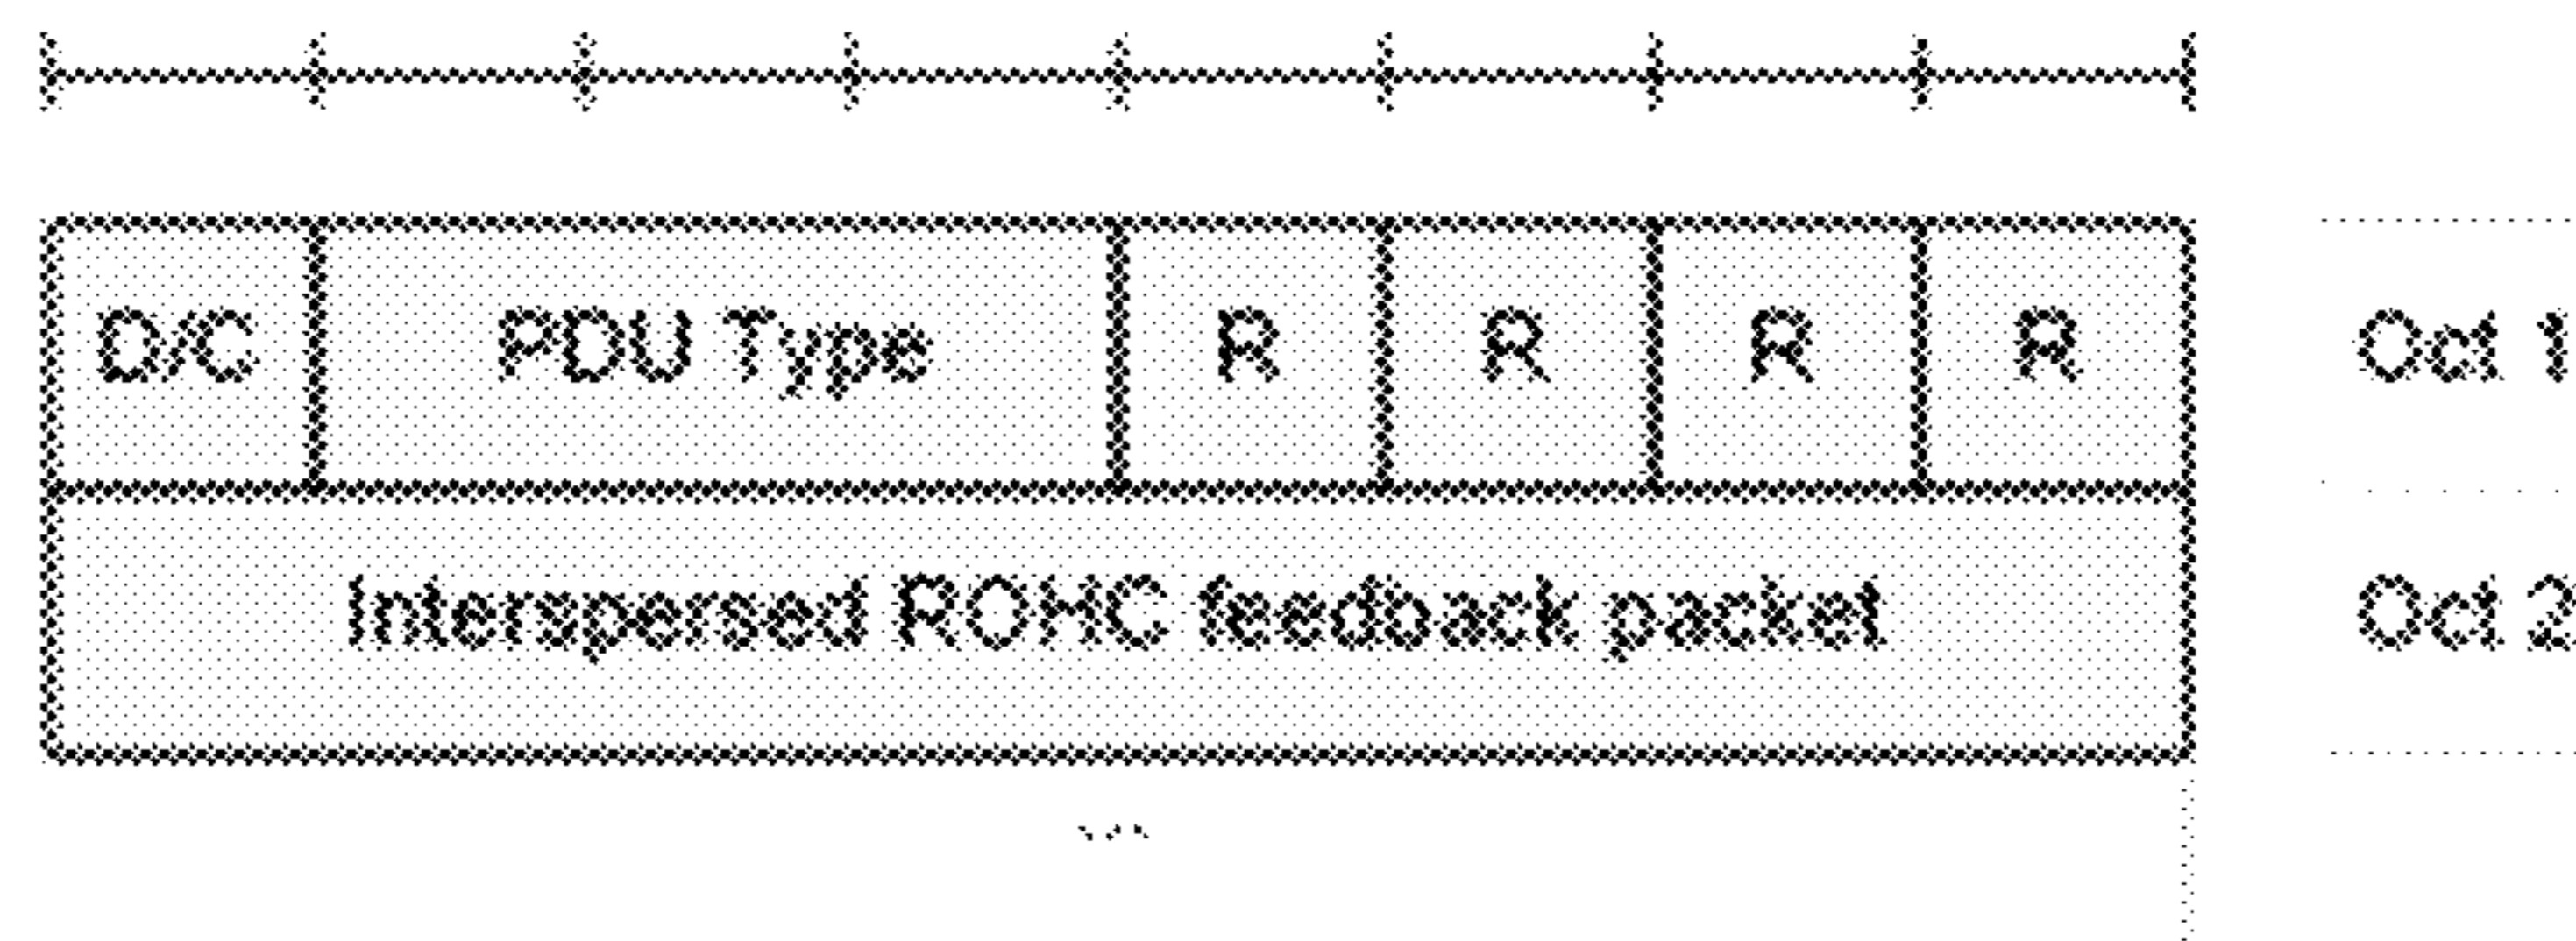 D/C PDU Type R R R R Oct 1
Interspersed ROHC feedback packet Oct 2
...